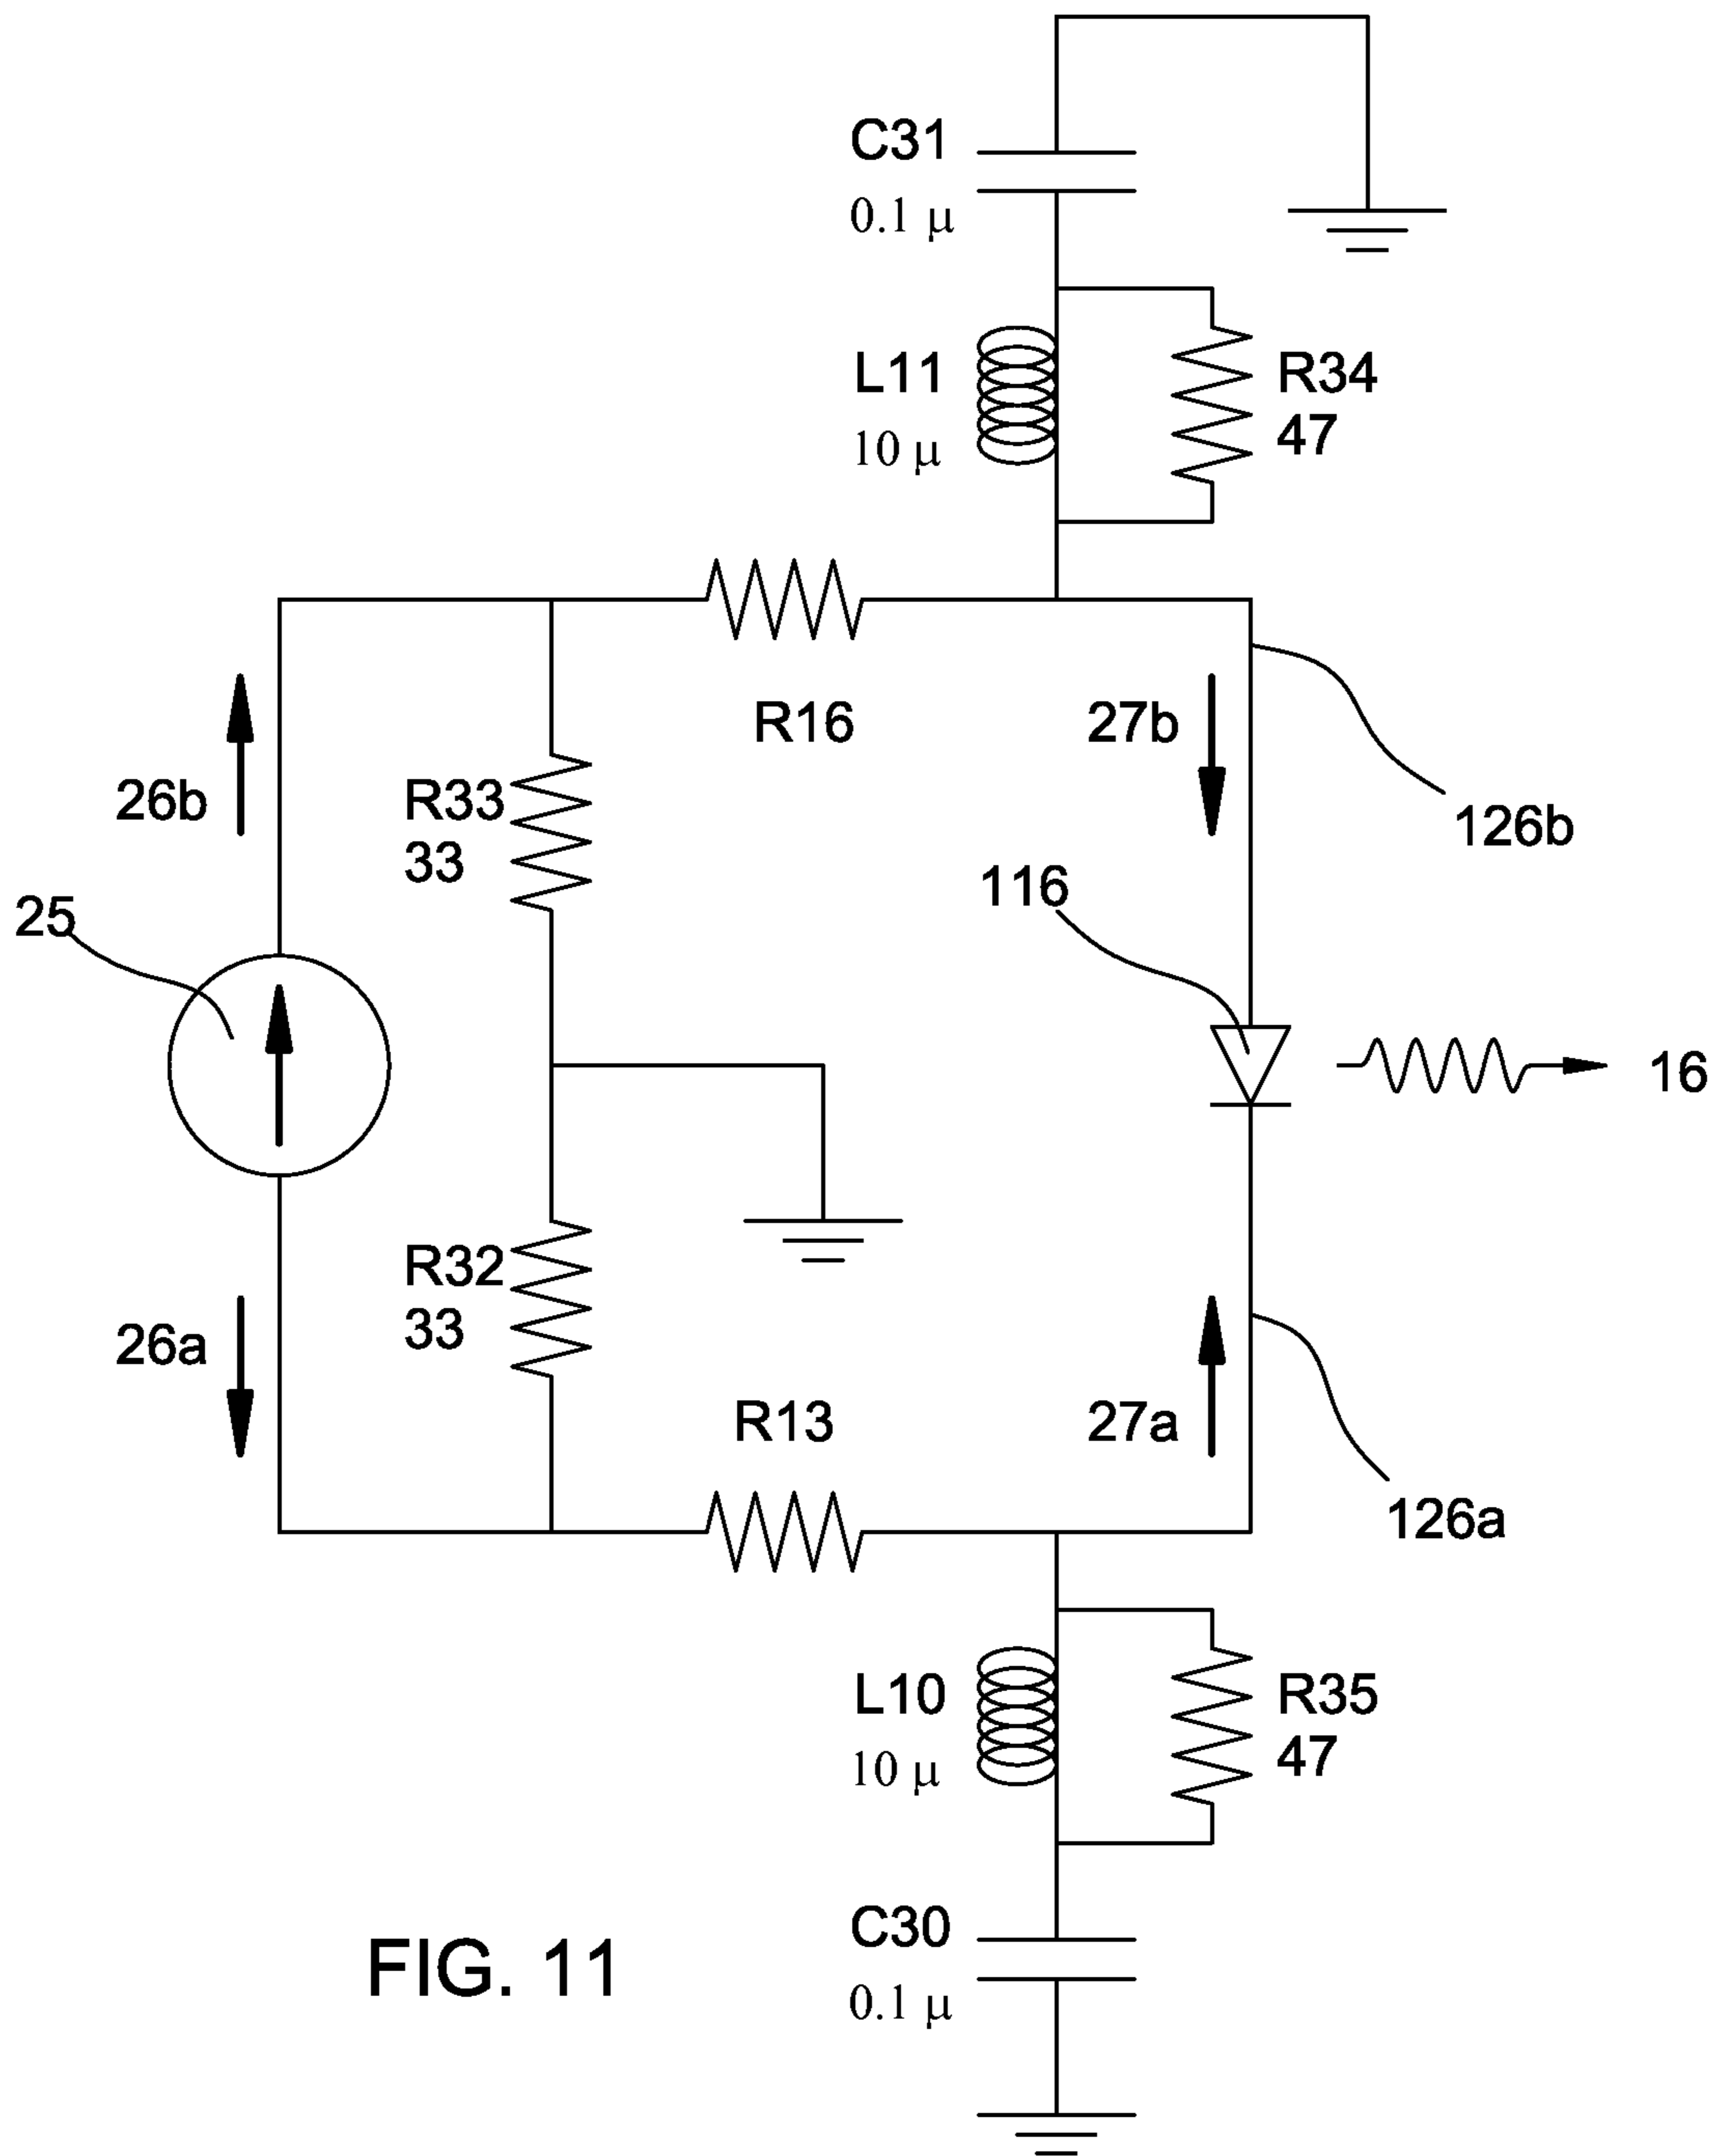 C31
0.1 μ
L11
10 μ
R34
47
R16
27b
126b
26b
R33
33
116
25
16
R32
33
26a
R13
27a
126a
L10
10 μ
R35
47
C30
0.1 μ
FIG. 11